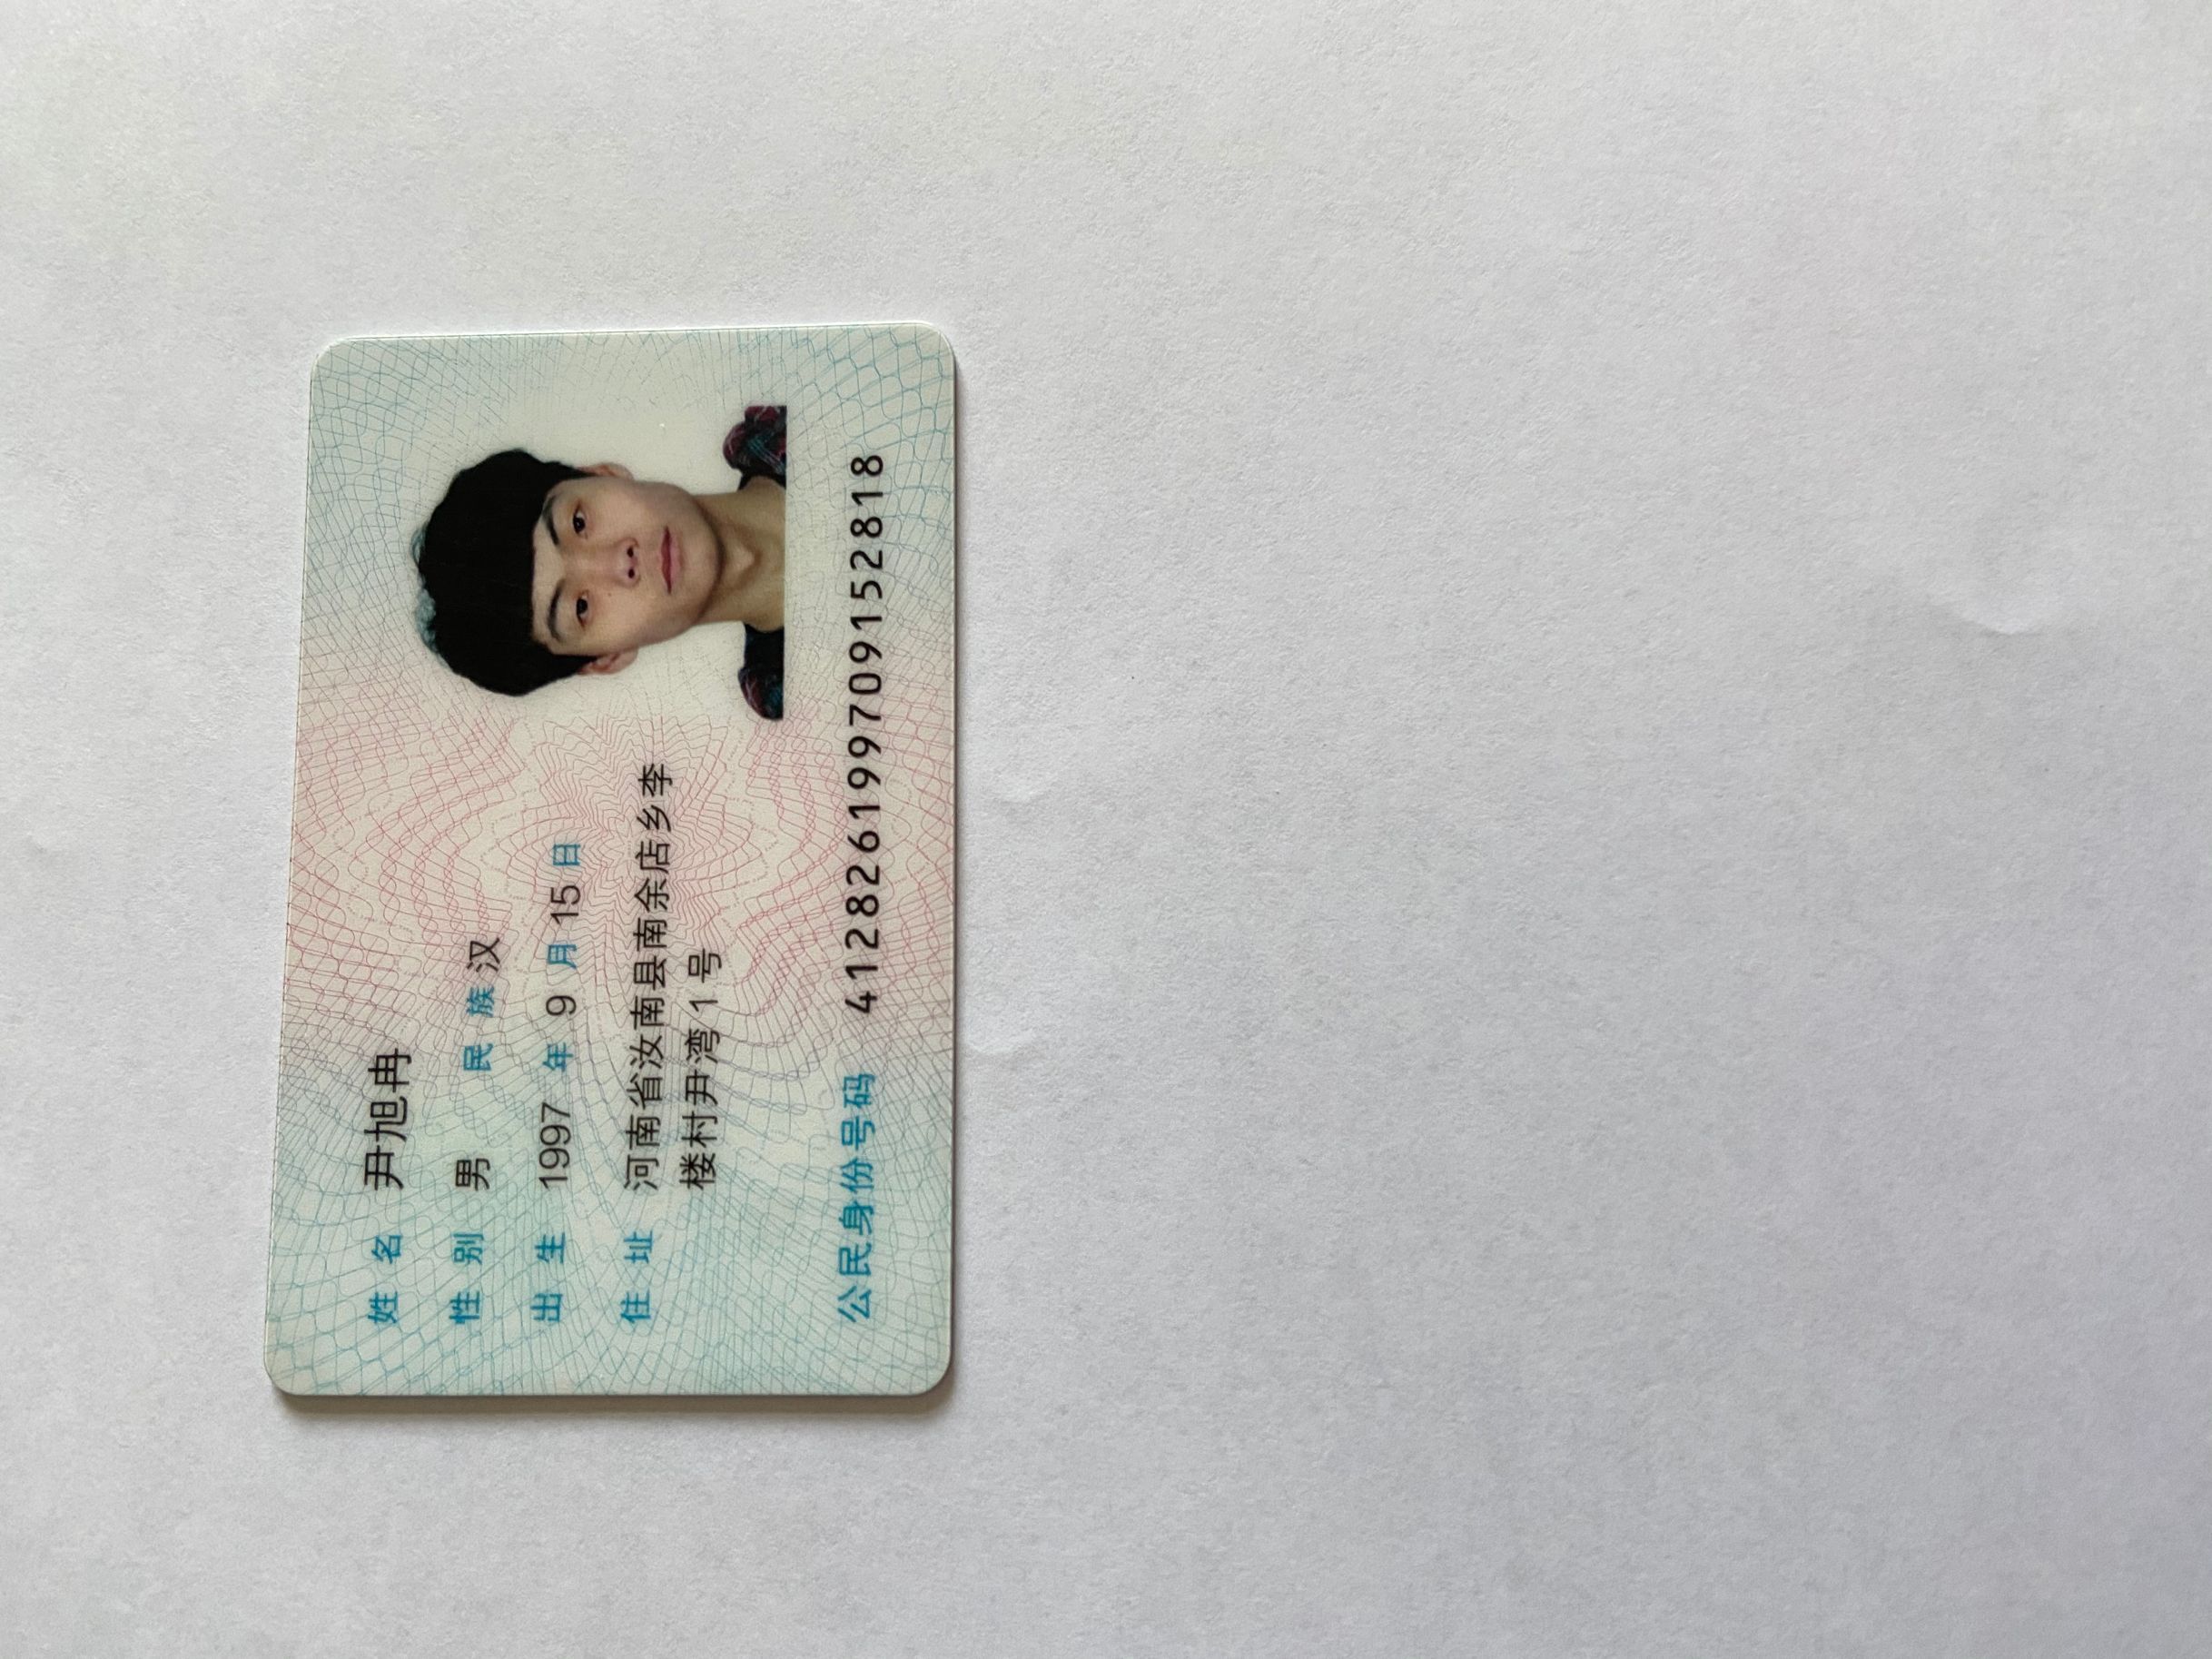 姓名 尹旭冉
性别 男 民族 汉
出生 1997 年 9 月 15 日
住址 河南省汝南县南余店乡李
楼村尹湾1号
公民身份号码 412826199709152818